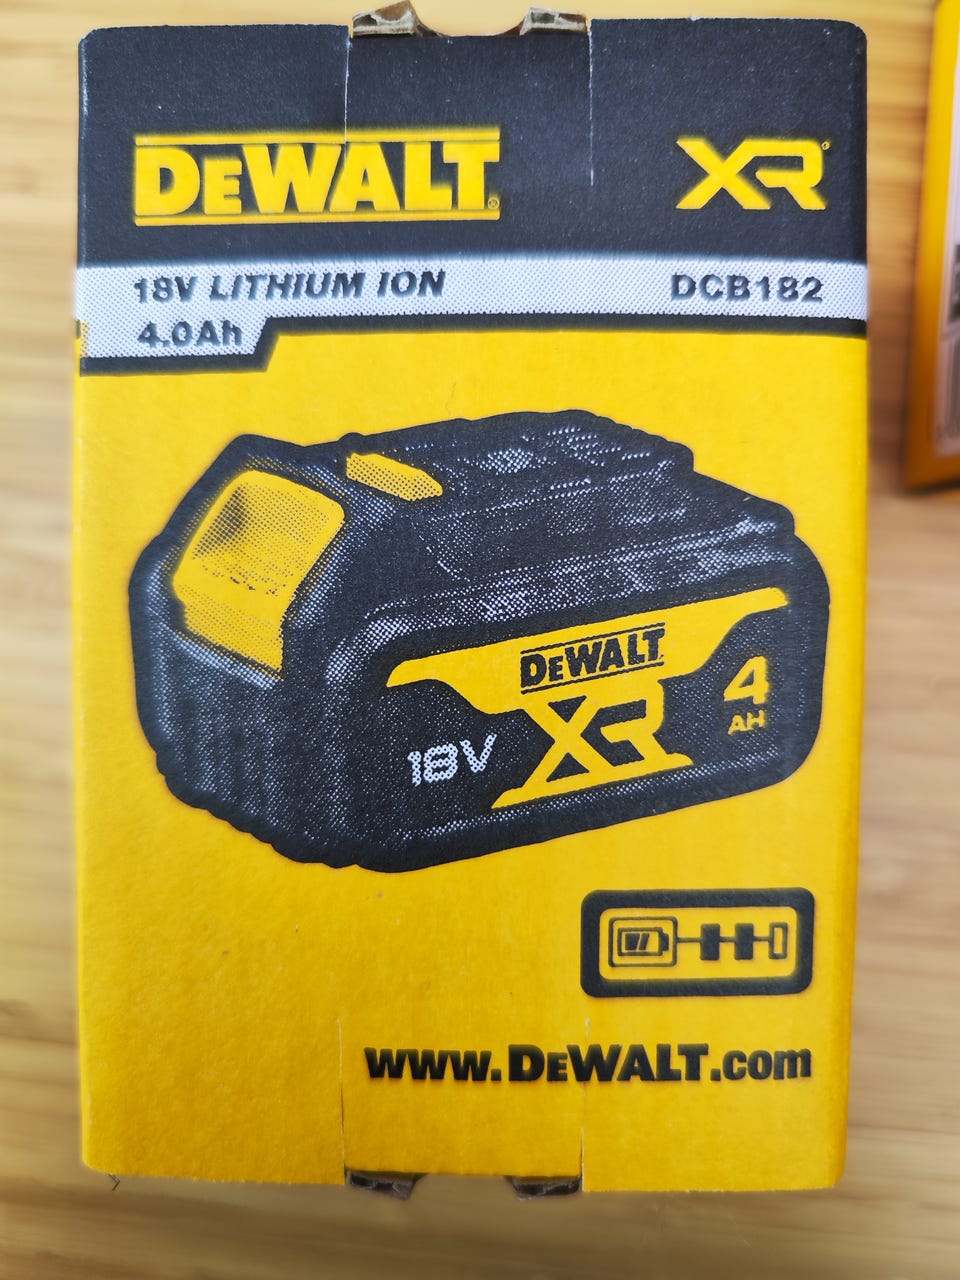 DEWALT®
XR®
18V LITHIUM ION
DCB182
4.0Ah
DEWALT
XR
18V
4
AH
www.DEWALT.com